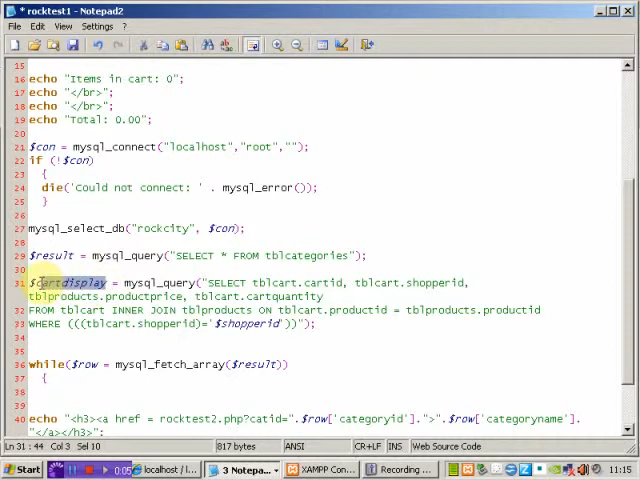 * rocktest1 - Notepad2
File Edit View Settings ?
15
16 echo "Items in cart: 0";
17 echo "</br>";
18 echo "</br>";
19 echo "Total: 0.00";
20
21 $con = mysql_connect("localhost","root","");
22 if (!$con)
23 {
24 die('Could not connect: ' . mysql_error());
25 }
26
27 mysql_select_db("rockcity", $con);
28
29 $result = mysql_query("SELECT * FROM tblcategories");
30
31 $cartdisplay = mysql_query("SELECT tblcart.cartid, tblcart.shopperid,
tblproducts.productprice, tblcart.cartquantity
32 FROM tblcart INNER JOIN tblproducts ON tblcart.productid = tblproducts.productid
33 WHERE (((tblcart.shopperid)='$shopperid'))");
34
35
36 while($row = mysql_fetch_array($result))
37 {
38
39
40 echo "<h3><a href = rocktest2.php?catid=".$row['categoryid'].">".$row['categoryname'].
"</a></h3>";
Ln 31 : 44 Col 3 Sel 10 817 bytes ANSI CR+LF INS Web Source Code
Start 0:05 localhost / l... 3 Notepa... XAMPP Con... Recording ... 11:15